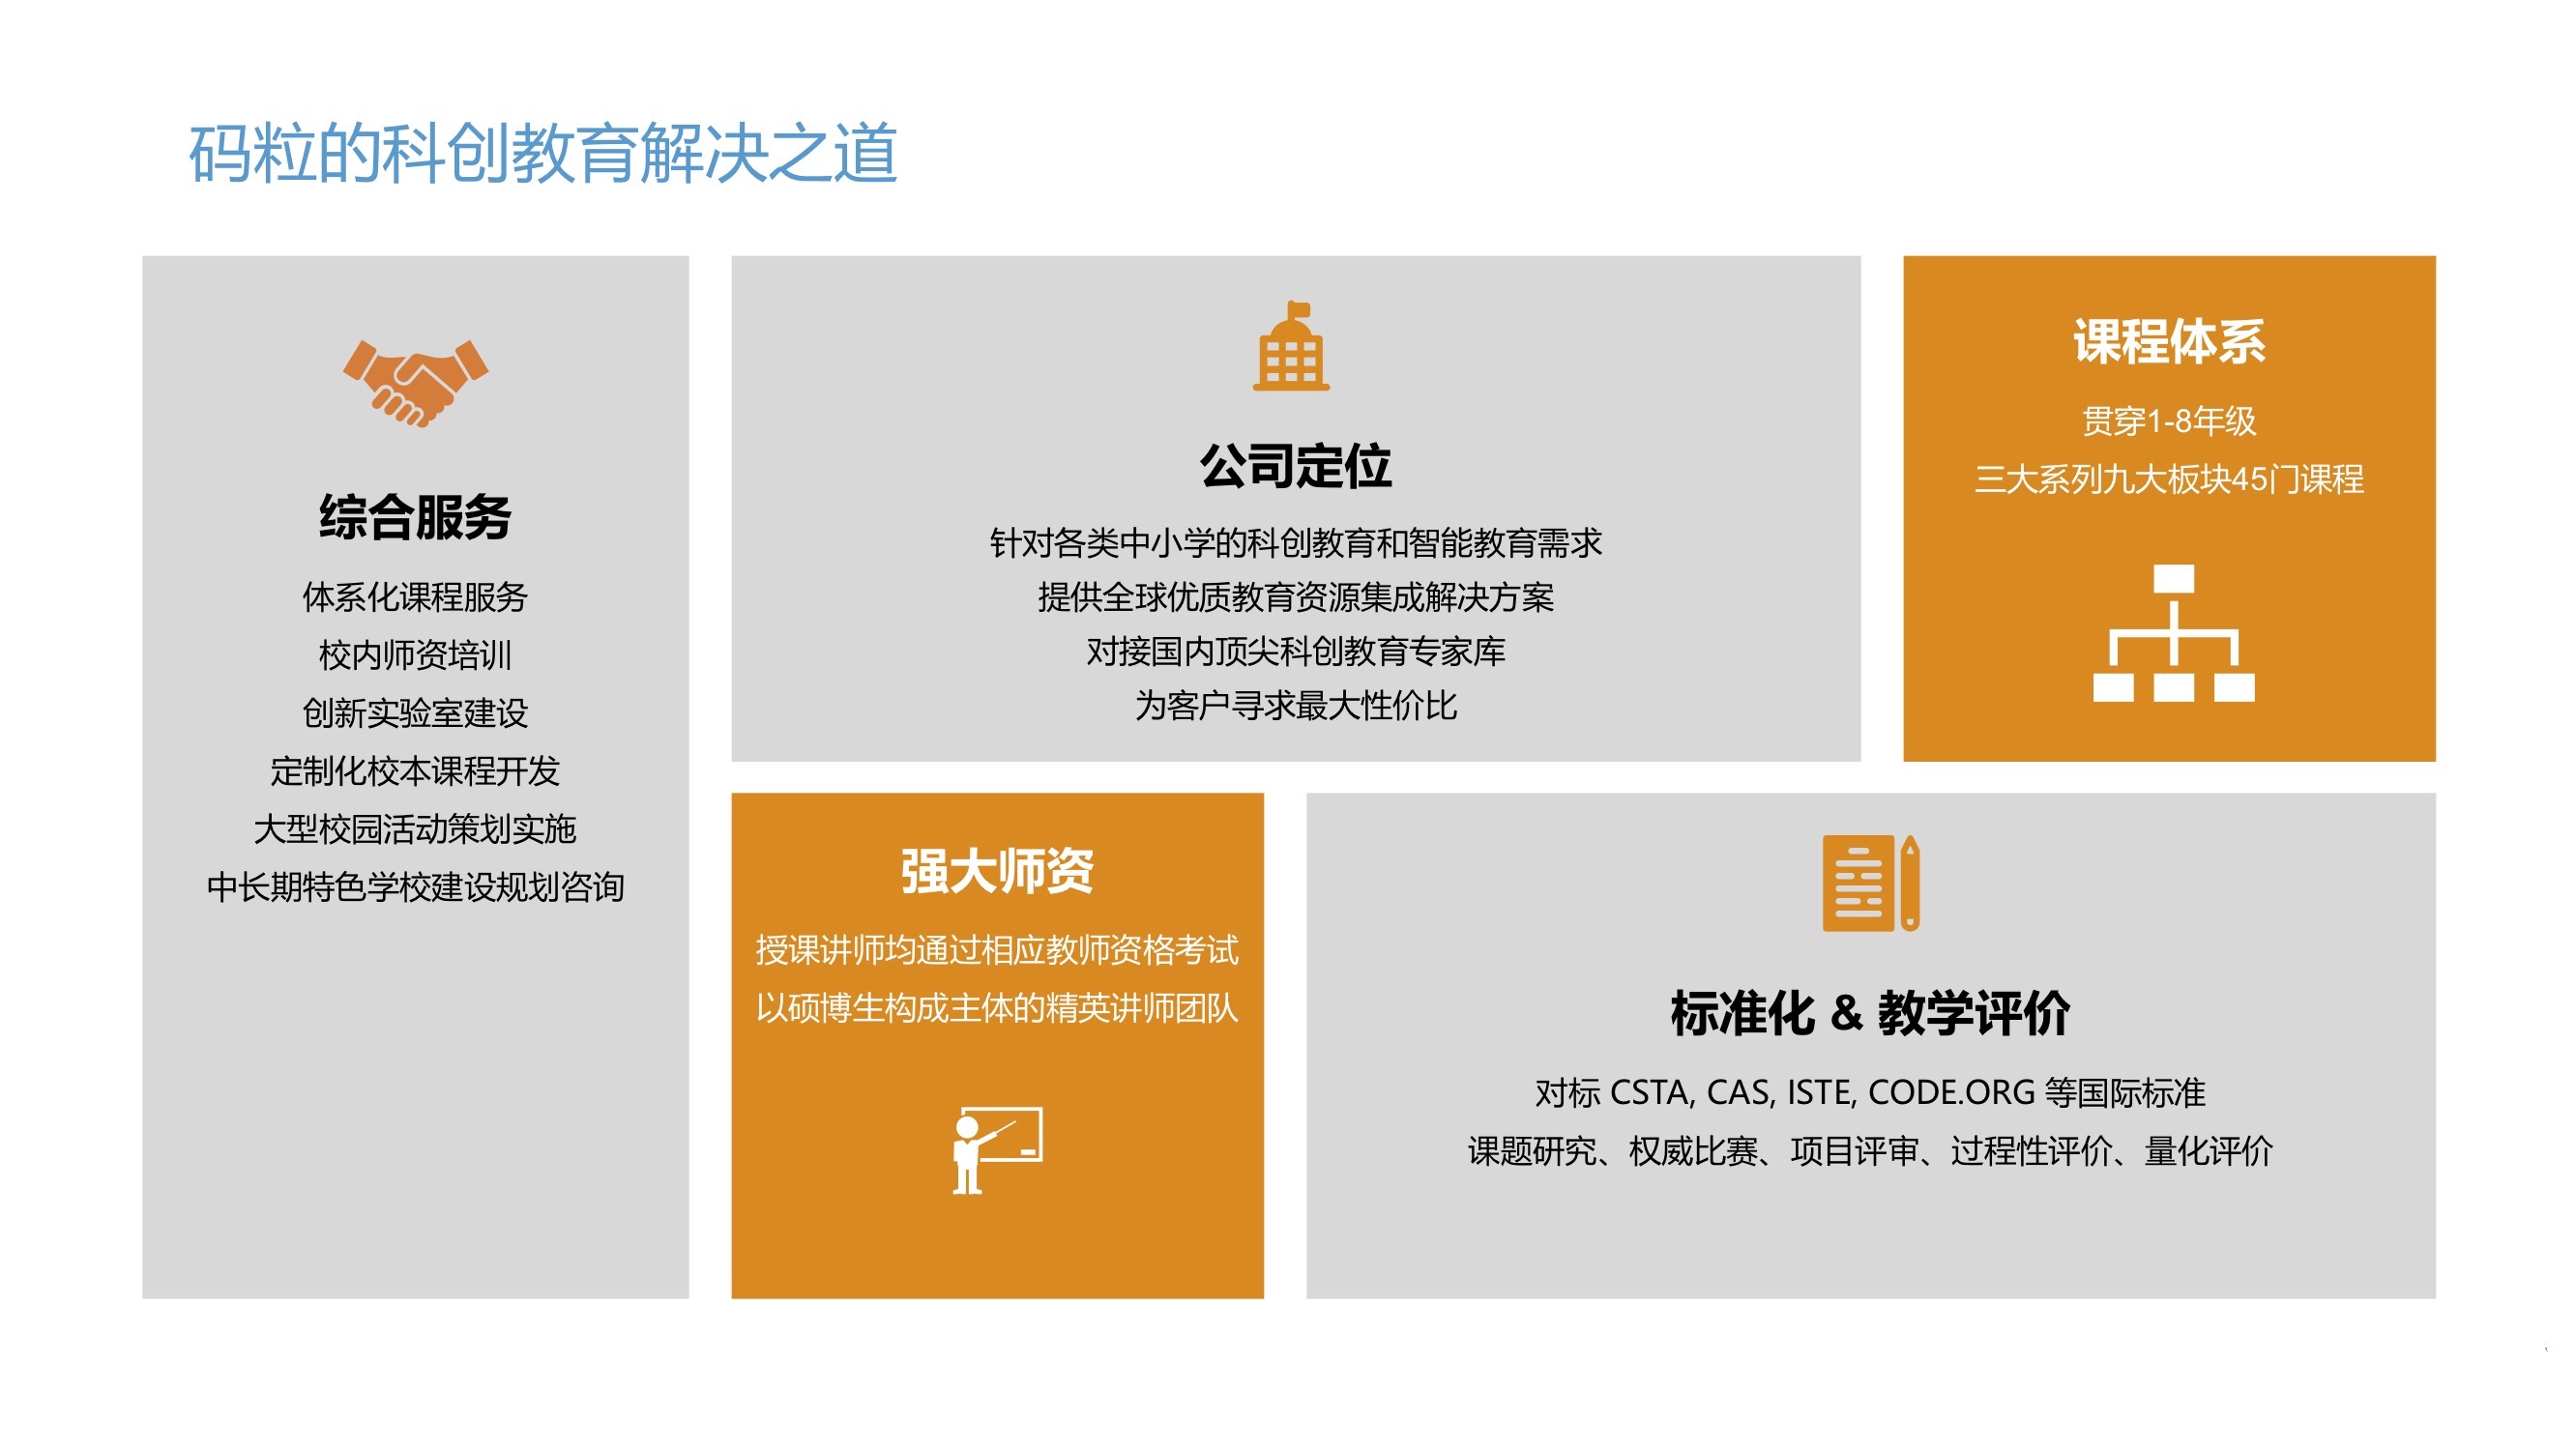 码粒的科创教育解决之道
综合服务
体系化课程服务
校内师资培训
创新实验室建设
定制化校本课程开发
大型校园活动策划实施
中长期特色学校建设规划咨询
公司定位
针对各类中小学的科创教育和智能教育需求
提供全球优质教育资源集成解决方案
对接国内顶尖科创教育专家库
为客户寻求最大性价比
课程体系
贯穿1-8年级
三大系列九大板块45门课程
强大师资
授课讲师均通过相应教师资格考试
以硕博生构成主体的精英讲师团队
标准化 & 教学评价
对标 CSTA, CAS, ISTE, CODE.ORG 等国际标准
课题研究、权威比赛、项目评审、过程性评价、量化评价